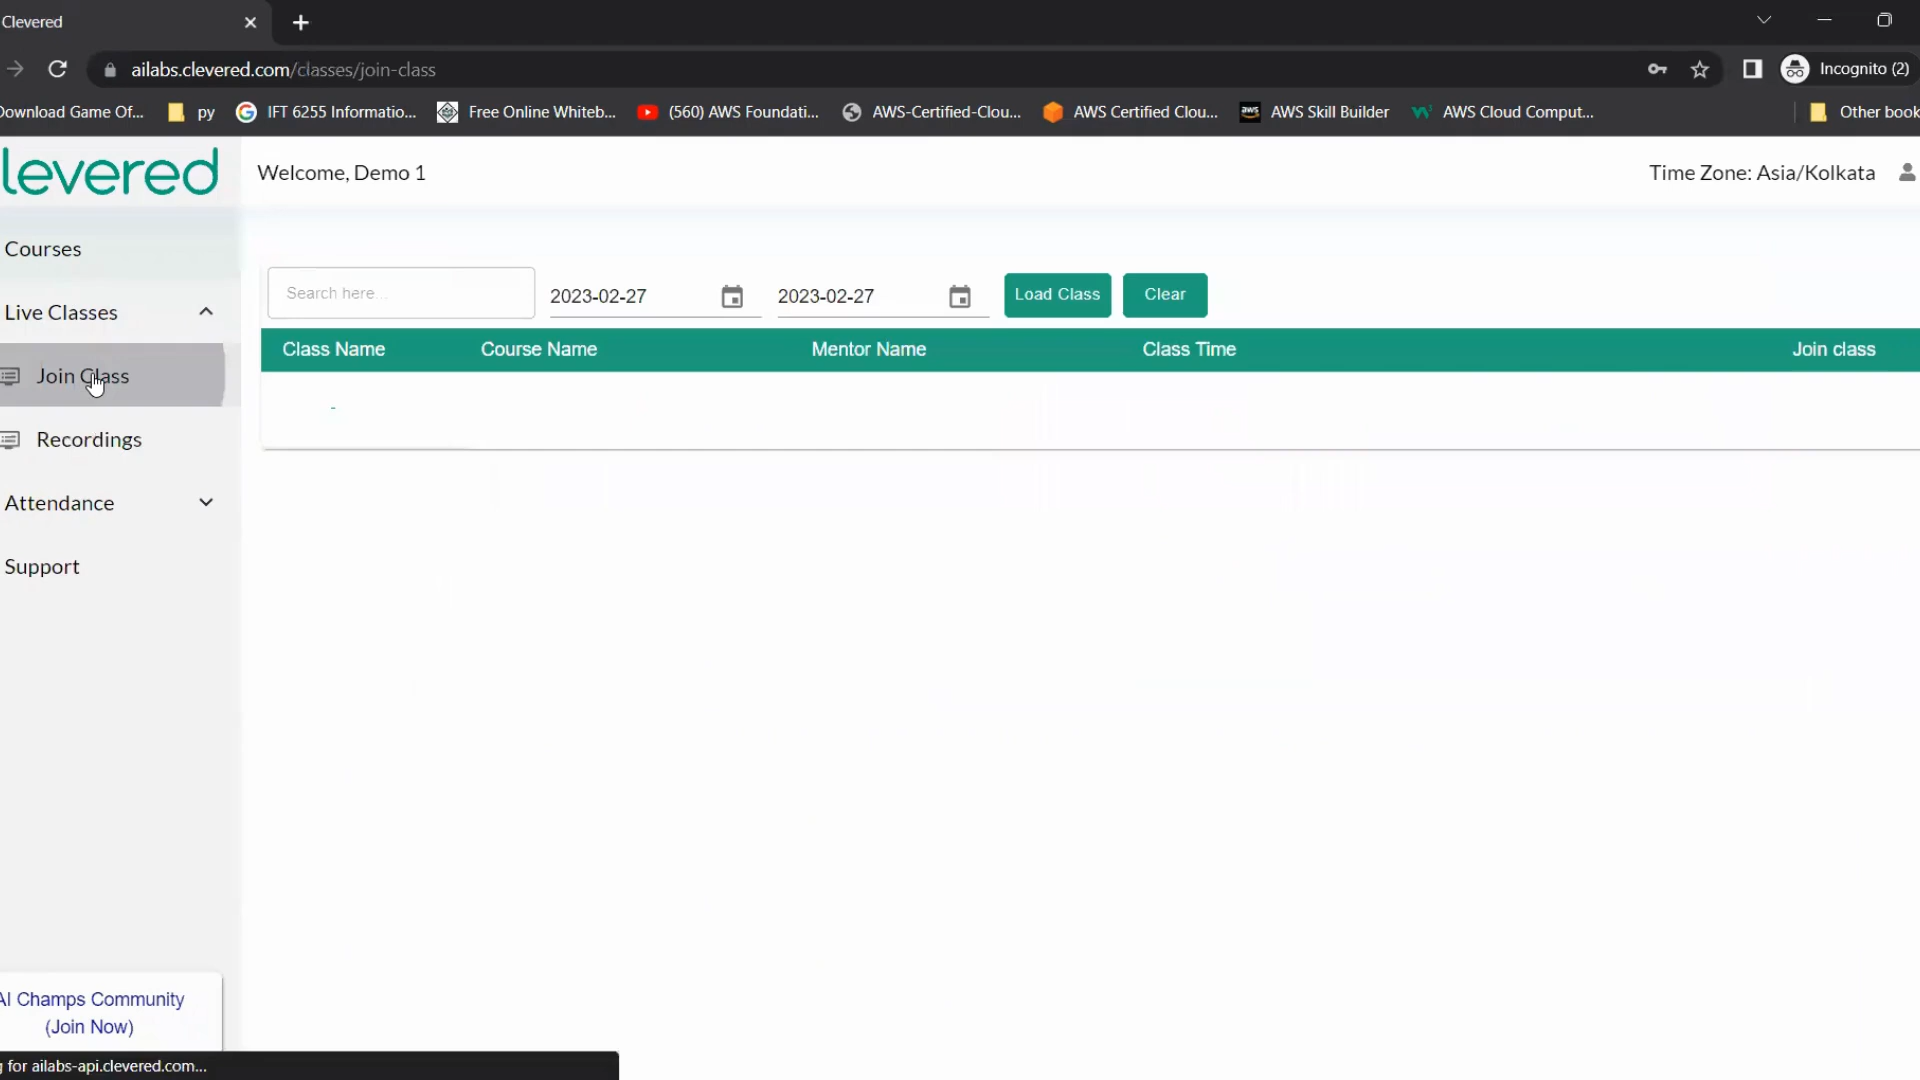 Clevered
ailabs.clevered.com/classes/join-class
Incognito (2)
Download Game Of...
py
IFT 6255 Informatio...
Free Online Whiteb...
(560) AWS Foundati...
AWS-Certified-Clou...
AWS Certified Clou...
aws
AWS Skill Builder
AWS Cloud Comput...
Other book
levered
Welcome, Demo 1
Time Zone: Asia/Kolkata
Courses
Live Classes
Join Class
Recordings
Attendance
Support
Search here...
2023-02-27
2023-02-27
Load Class
Clear
Class Name
Course Name
Mentor Name
Class Time
Join class
-
AI Champs Community
(Join Now)
g for ailabs-api.clevered.com...